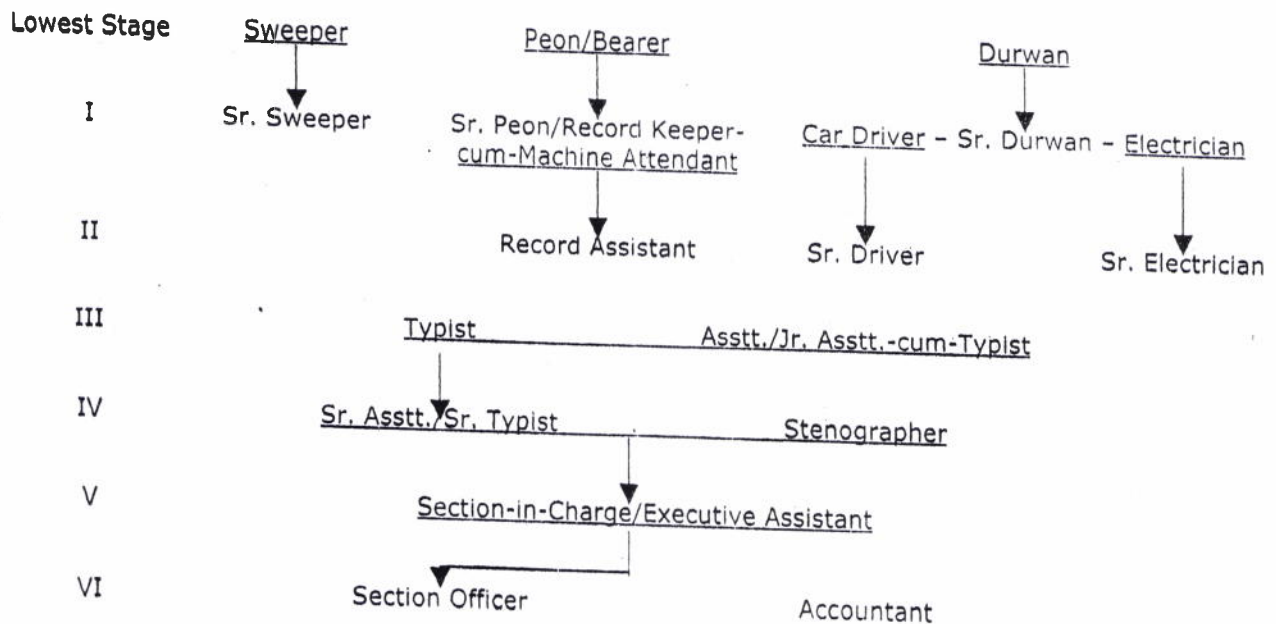 Lowest Stage Sweeper Peon/Bearer Durwan
I Sr. Sweeper Sr. Peon/Record Keeper-
cum-Machine Attendant Car Driver – Sr. Durwan – Electrician
II Record Assistant Sr. Driver Sr. Electrician
III Typist Asstt./Jr. Asstt.-cum-Typist
IV Sr. Asstt./Sr. Typist Stenographer
V Section-in-Charge/Executive Assistant
VI Section Officer Accountant